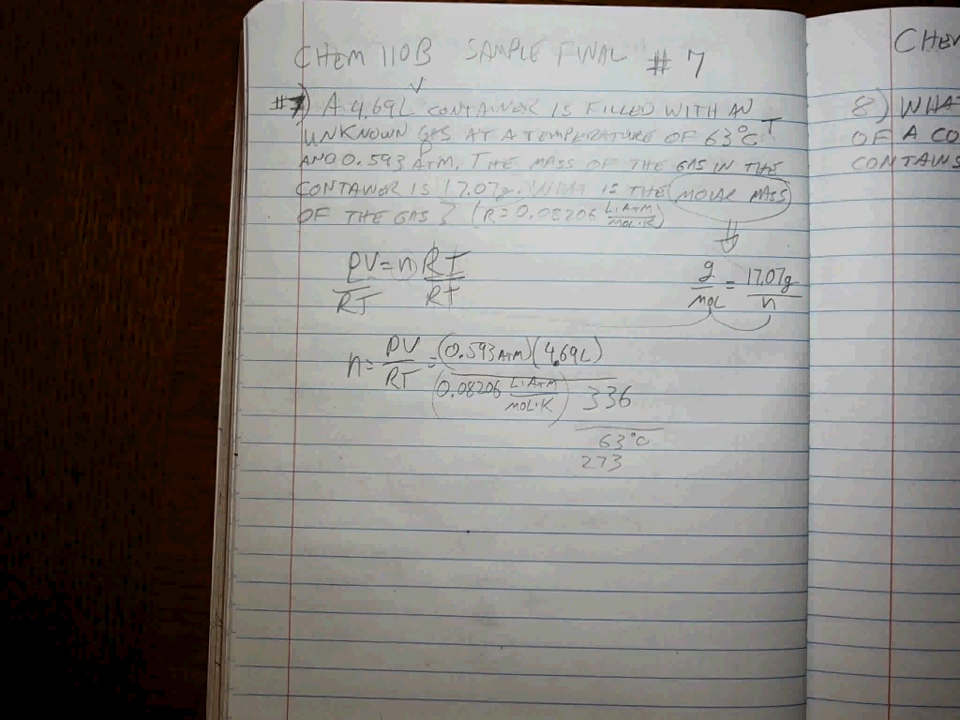 CHEM 110B SAMPLE FINAL # 7
#7) A 4.69L CONTAINER IS FILLED WITH AN
UNKNOWN GAS AT A TEMPERATURE OF 63°C
AND 0.593 ATM. THE MASS OF THE GAS IN THE
CONTAINER IS 17.07g. WHAT IS THE MOLAR MASS
OF THE GAS? (R=0.08206 L·ATM/MOL·K)
V
P
T
PV=nRT
RT RT
g/MOL = 17.07g/n
n= PV/RT = (0.593 ATM)(4.69L)
(0.08206 L·ATM/MOL·K) 336
63°C
273
CHEM
8) WHAT
OF A CO
CONTAINS